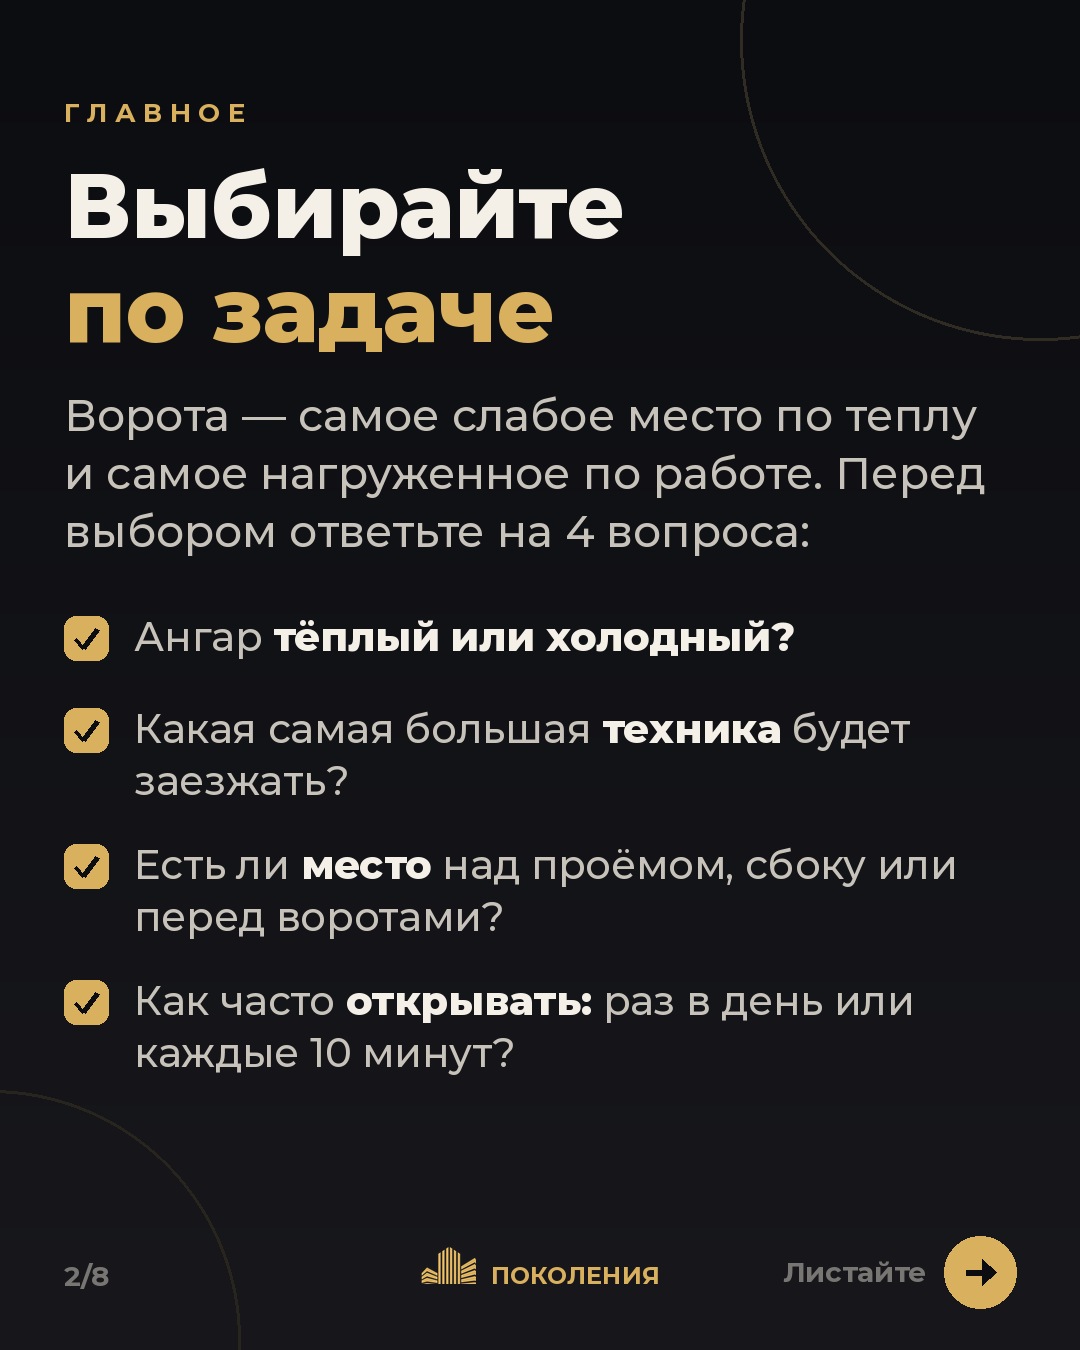 ГЛАВНОЕ
Выбирайте
по задаче
Ворота — самое слабое место по теплу
и самое нагруженное по работе. Перед
выбором ответьте на 4 вопроса:
Ангар тёплый или холодный?
Какая самая большая техника будет
заезжать?
Есть ли место над проёмом, сбоку или
перед воротами?
Как часто открывать: раз в день или
каждые 10 минут?
2/8
ПОКОЛЕНИЯ
Листайте